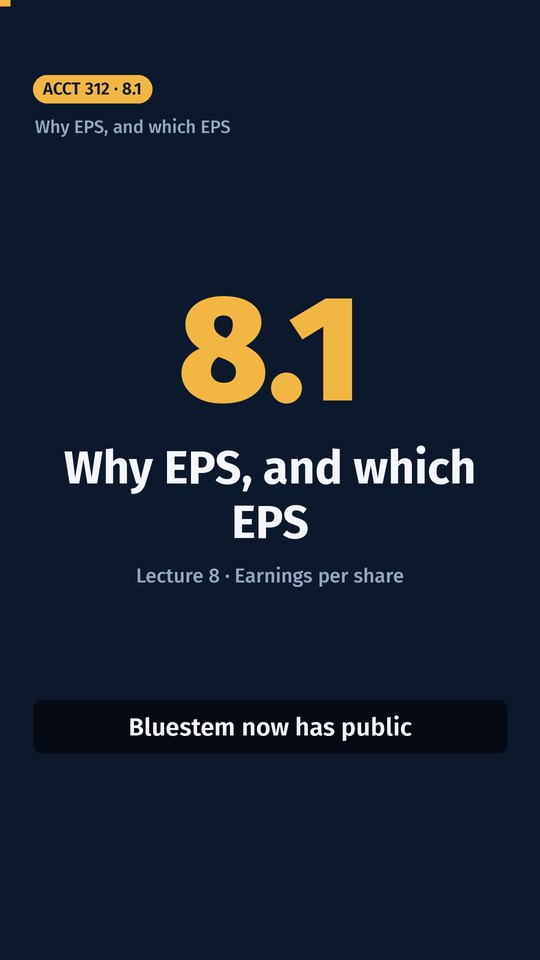 ACCT 312 · 8.1
Why EPS, and which EPS
8.1
Why EPS, and which
EPS
Lecture 8 · Earnings per share
Bluestem now has public